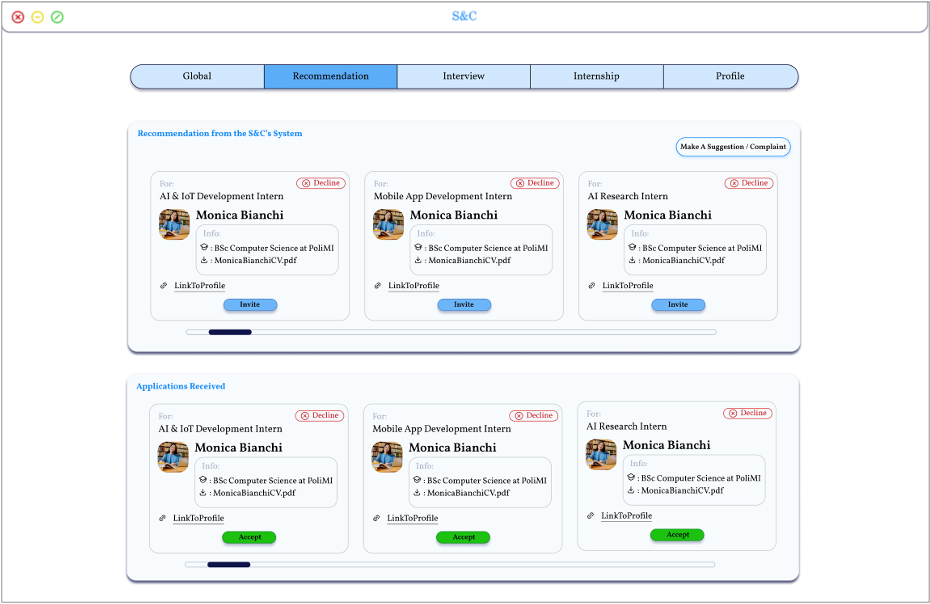 S&C
Global Recommendation Interview Internship Profile
Recommendation from the S&C's System
Make A Suggestion / Complaint
For:
Decline
AI & IoT Development Intern
Monica Bianchi
Info:
: BSc Computer Science at PoliMI
: MonicaBianchiCV.pdf
LinkToProfile
Invite
For:
Decline
Mobile App Development Intern
Monica Bianchi
Info:
: BSc Computer Science at PoliMI
: MonicaBianchiCV.pdf
LinkToProfile
Invite
For:
Decline
AI Research Intern
Monica Bianchi
Info:
: BSc Computer Science at PoliMI
: MonicaBianchiCV.pdf
LinkToProfile
Invite
Applications Received
For:
Decline
AI & IoT Development Intern
Monica Bianchi
Info:
: BSc Computer Science at PoliMI
: MonicaBianchiCV.pdf
LinkToProfile
Accept
For:
Decline
Mobile App Development Intern
Monica Bianchi
Info:
: BSc Computer Science at PoliMI
: MonicaBianchiCV.pdf
LinkToProfile
Accept
For:
Decline
AI Research Intern
Monica Bianchi
Info:
: BSc Computer Science at PoliMI
: MonicaBianchiCV.pdf
LinkToProfile
Accept